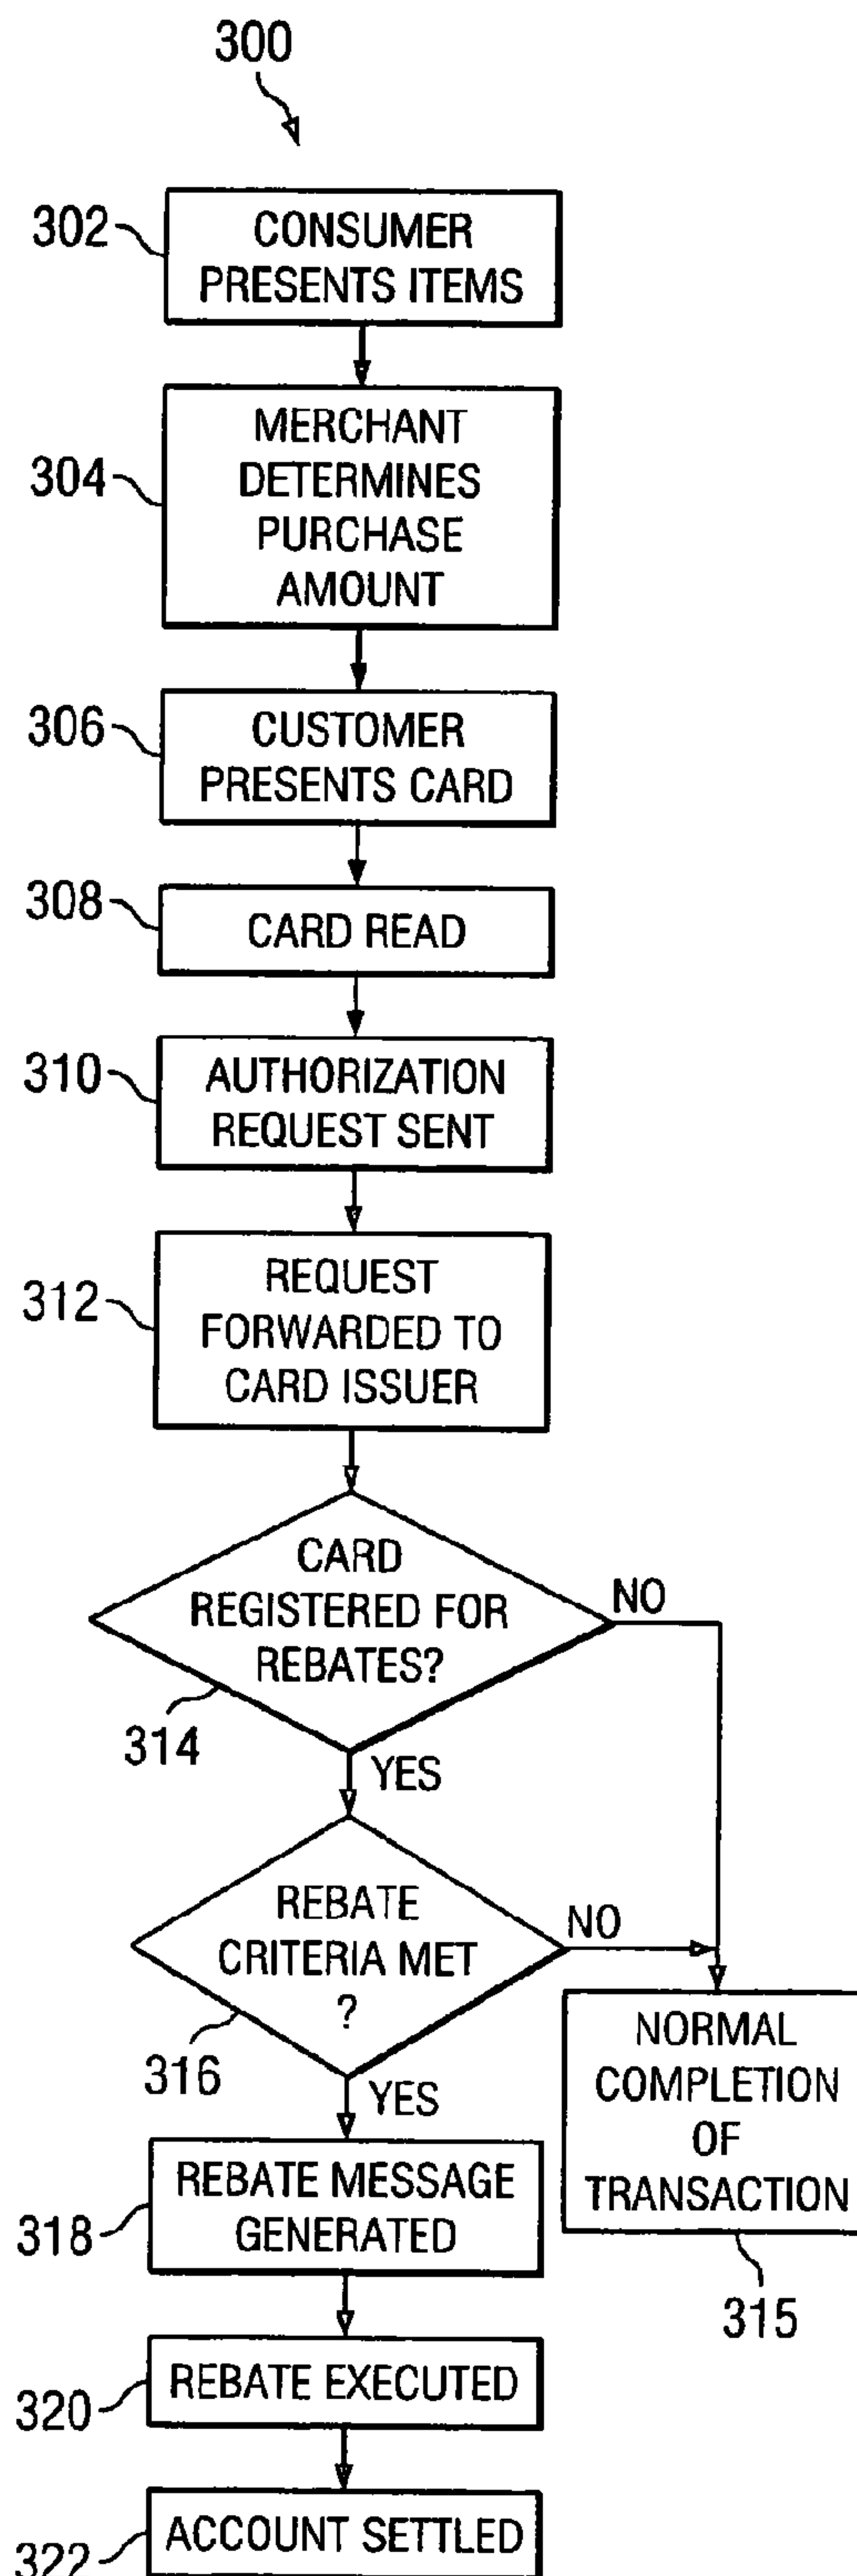 300
302
CONSUMER
PRESENTS ITEMS
304
MERCHANT
DETERMINES
PURCHASE
AMOUNT
306
CUSTOMER
PRESENTS CARD
308
CARD READ
310
AUTHORIZATION
REQUEST SENT
312
REQUEST
FORWARDED TO
CARD ISSUER
CARD
REGISTERED FOR
REBATES?
NO
314
YES
REBATE
CRITERIA MET
?
NO
316
YES
NORMAL
COMPLETION
OF
TRANSACTION
315
318
REBATE MESSAGE
GENERATED
320
REBATE EXECUTED
322
ACCOUNT SETTLED